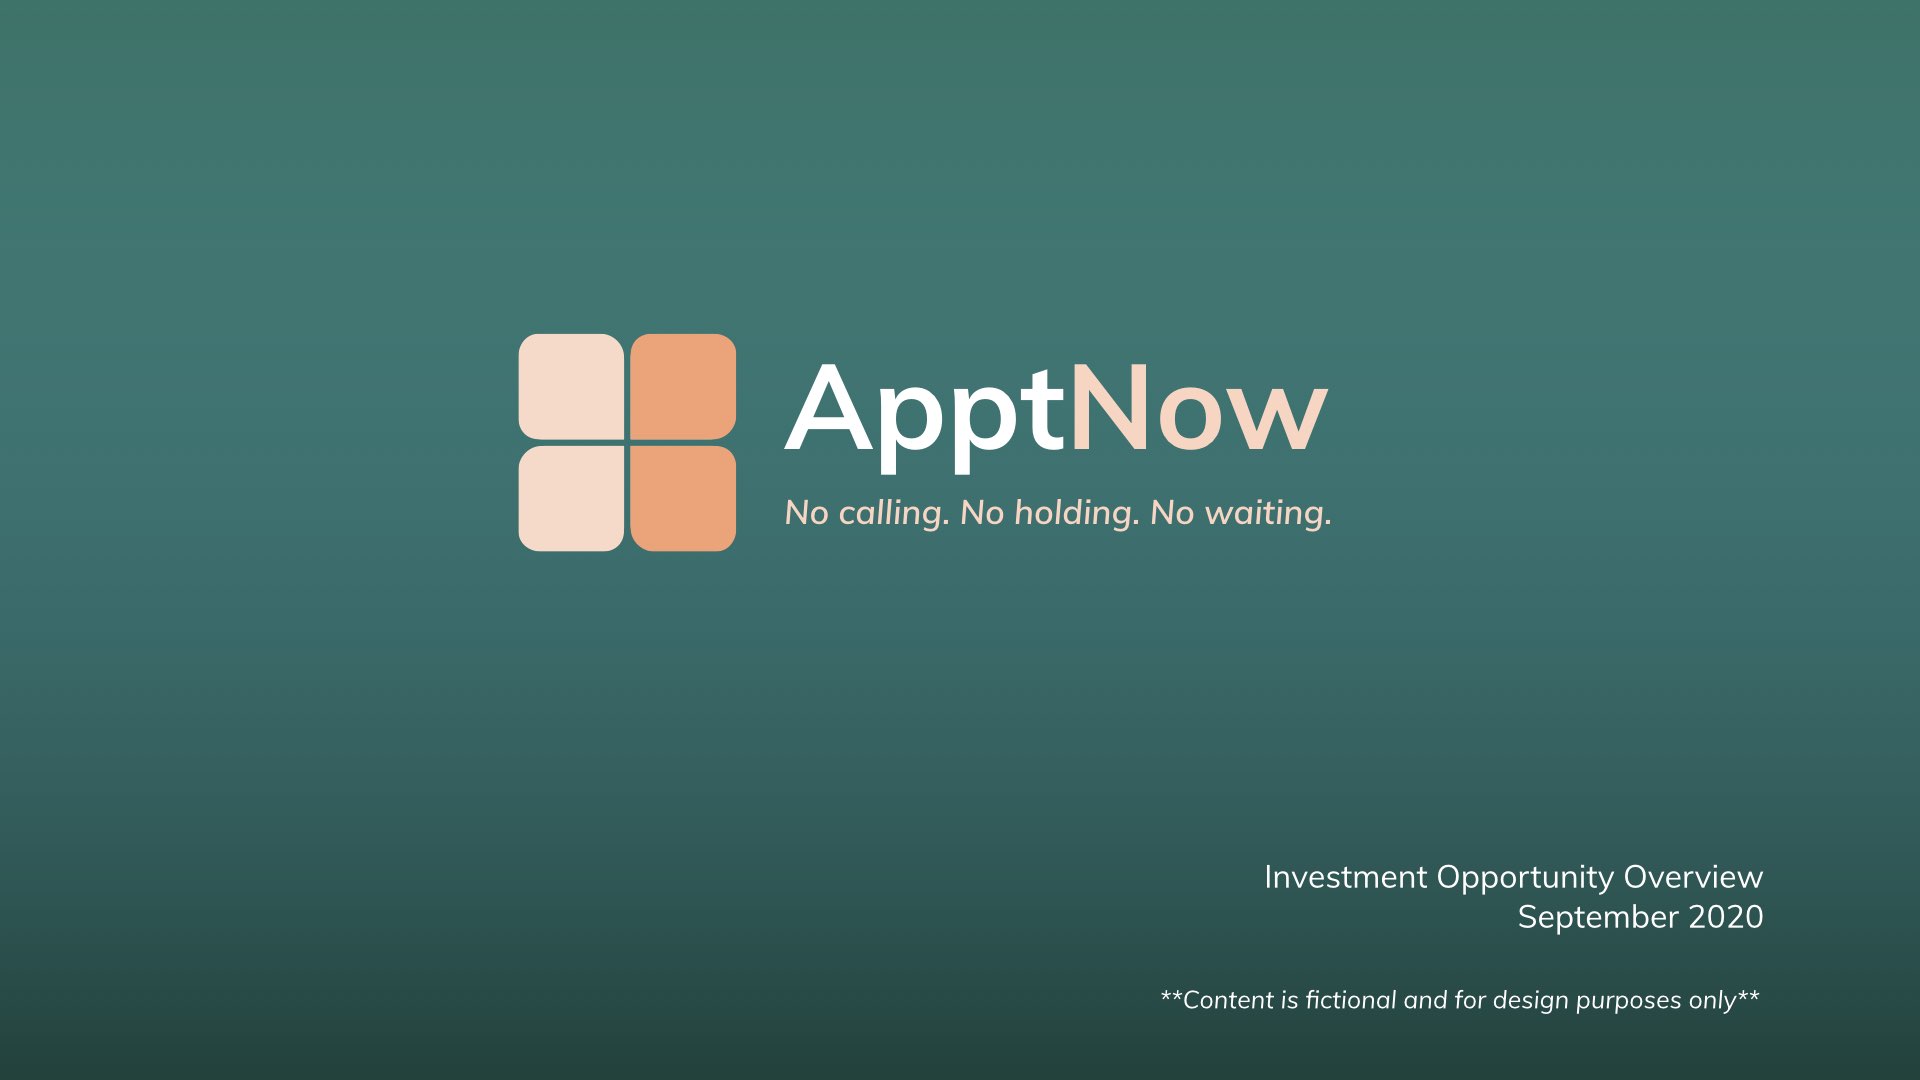 ApptNow
No calling. No holding. No waiting.
Investment Opportunity Overview
September 2020
**Content is fictional and for design purposes only**